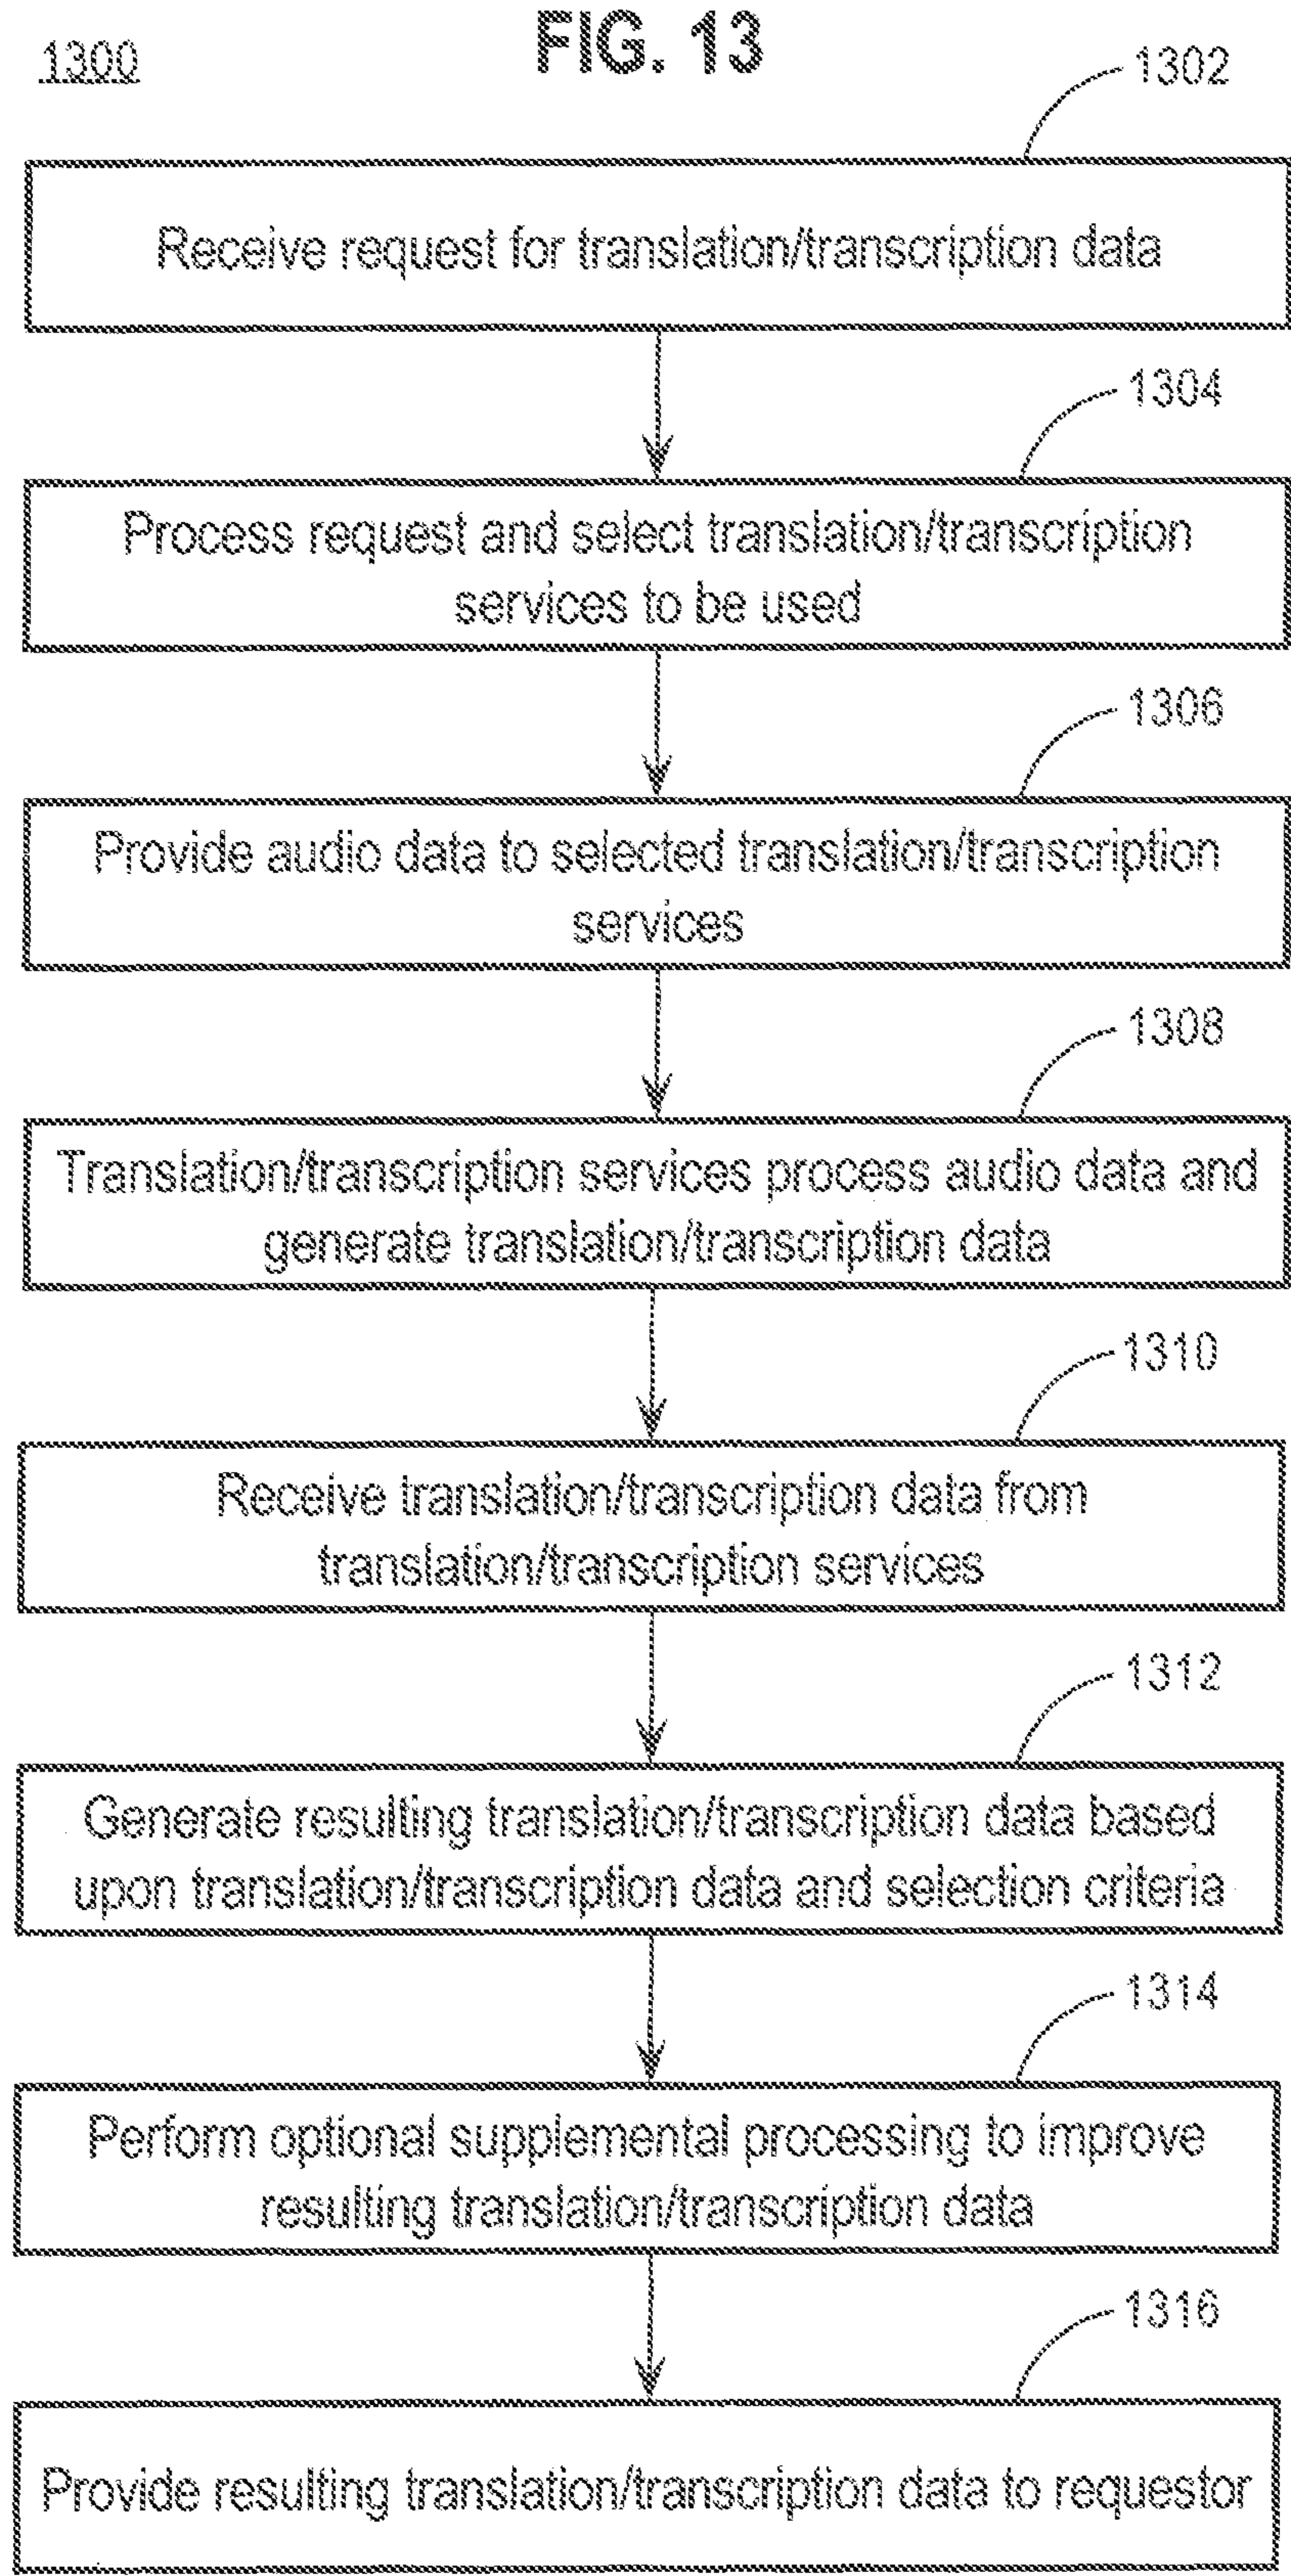 FIG. 13
1300
1302
Receive request for translation/transcription data
1304
Process request and select translation/transcription
services to be used
1306
Provide audio data to selected translation/transcription
services
1308
Translation/transcription services process audio data and
generate translation/transcription data
1310
Receive translation/transcription data from
translation/transcription services
1312
Generate resulting translation/transcription data based
upon translation/transcription data and selection criteria
1314
Perform optional supplemental processing to improve
resulting translation/transcription data
1316
Provide resulting translation/transcription data to requestor